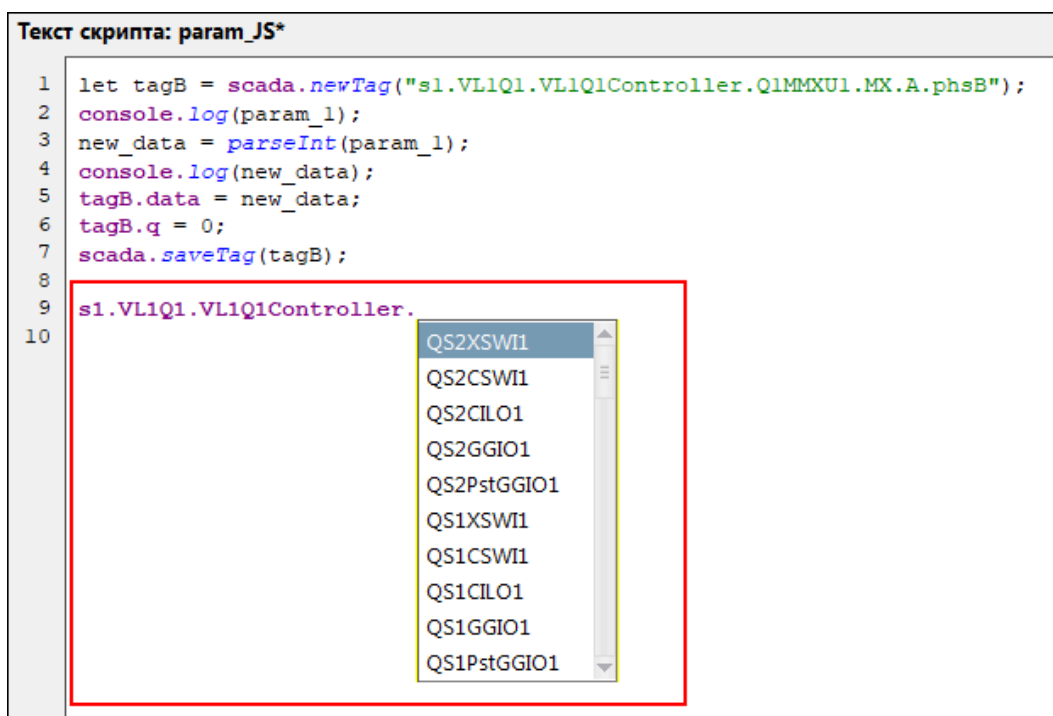 Текст скрипта: param_JS*
1 let tagB = scada.newTag("s1.VL1Q1.VL1Q1Controller.Q1MMXU1.MX.A.phsB");
2 console.log(param_1);
3 new_data = parseInt(param_1);
4 console.log(new_data);
5 tagB.data = new_data;
6 tagB.q = 0;
7 scada.saveTag(tagB);
8
9 s1.VL1Q1.VL1Q1Controller.
10
QS2XSWI1
QS2CSWI1
QS2CILO1
QS2GGIO1
QS2PstGGIO1
QS1XSWI1
QS1CSWI1
QS1CILO1
QS1GGIO1
QS1PstGGIO1